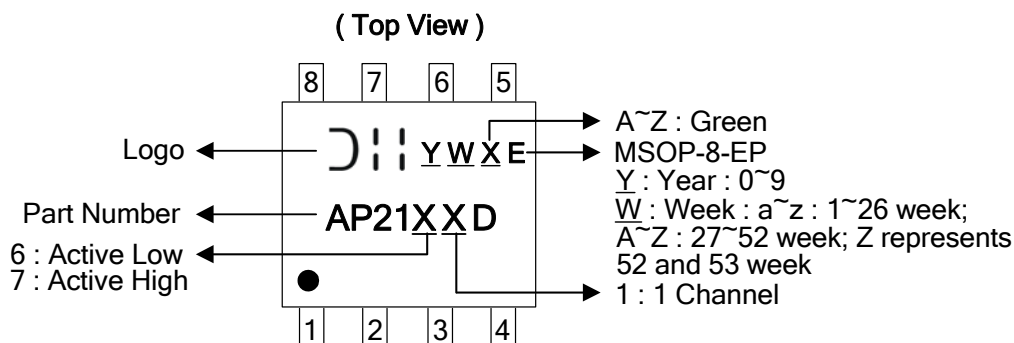 ( Top View )
8 7 6 5
Logo
Y W X E
A~Z : Green
MSOP-8-EP
Y : Year : 0~9
W : Week : a~z : 1~26 week;
A~Z : 27~52 week; Z represents
52 and 53 week
Part Number
AP21XXD
6 : Active Low
7 : Active High
1 : 1 Channel
1 2 3 4